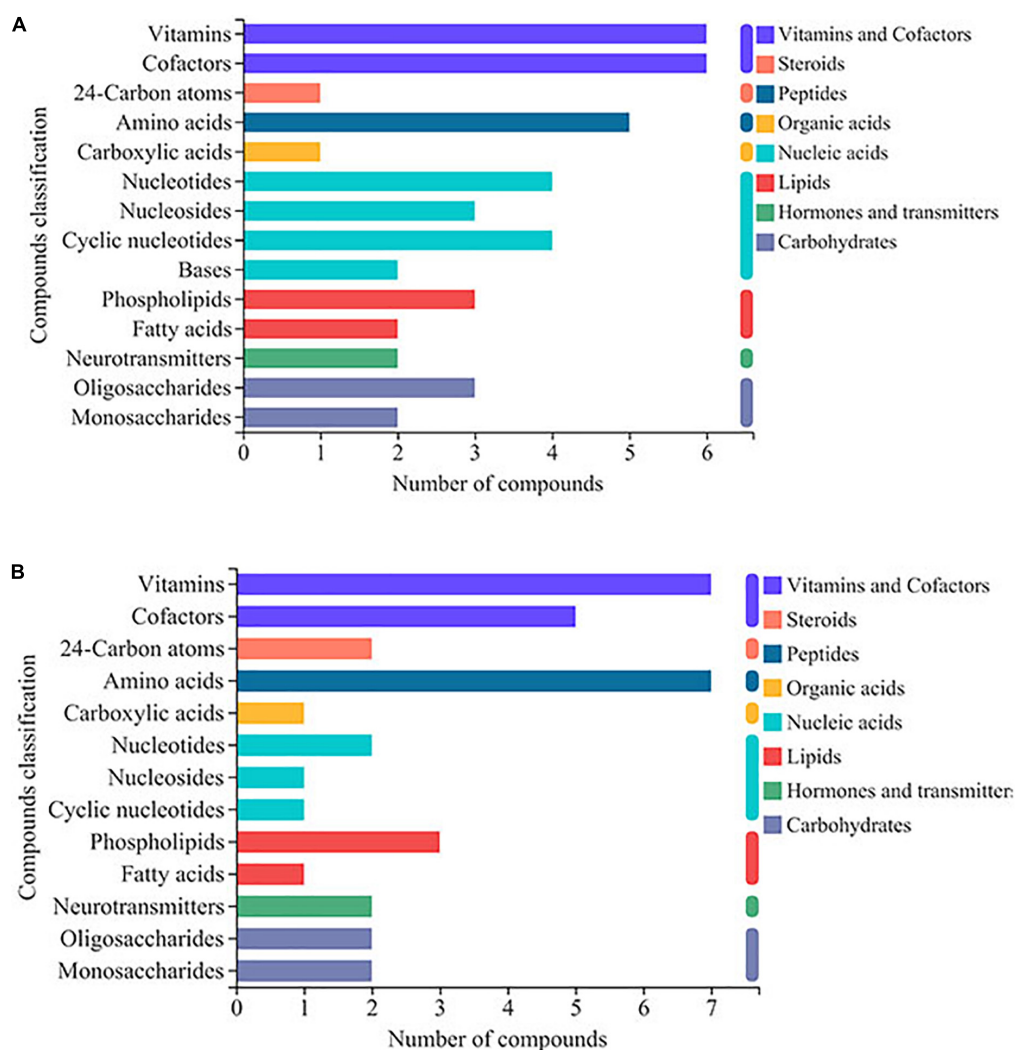 A
Vitamins
Cofactors
24-Carbon atoms
Amino acids
Carboxylic acids
Nucleotides
Nucleosides
Cyclic nucleotides
Bases
Phospholipids
Fatty acids
Neurotransmitters
Oligosaccharides
Monosaccharides
Compounds classification
0 1 2 3 4 5 6
Number of compounds
Vitamins and Cofactors
Steroids
Peptides
Organic acids
Nucleic acids
Lipids
Hormones and transmitters
Carbohydrates
B
Vitamins
Cofactors
24-Carbon atoms
Amino acids
Carboxylic acids
Nucleotides
Nucleosides
Cyclic nucleotides
Phospholipids
Fatty acids
Neurotransmitters
Oligosaccharides
Monosaccharides
Compounds classification
0 1 2 3 4 5 6 7
Number of compounds
Vitamins and Cofactors
Steroids
Peptides
Organic acids
Nucleic acids
Lipids
Hormones and transmitters
Carbohydrates